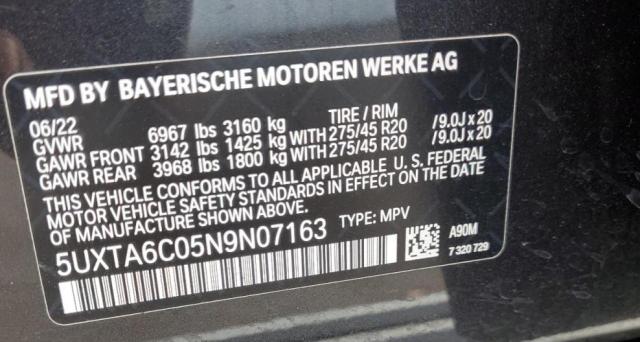 MFD BY BAYERISCHE MOTOREN WERKE AG
06/22 TIRE / RIM
GVWR 6967 lbs 3160 kg
GAWR FRONT 3142 lbs 1425 kg WITH 275/45 R20 /9.0J x 20
GAWR REAR 3968 lbs 1800 kg WITH 275/45 R20 /9.0J x 20
THIS VEHICLE CONFORMS TO ALL APPLICABLE U. S. FEDERAL
MOTOR VEHICLE SAFETY STANDARDS IN EFFECT ON THE DATE
OF MANUFACTURE SHOWN ABOVE.
5UXTA6C05N9N07163 TYPE: MPV A90M
7 320 729